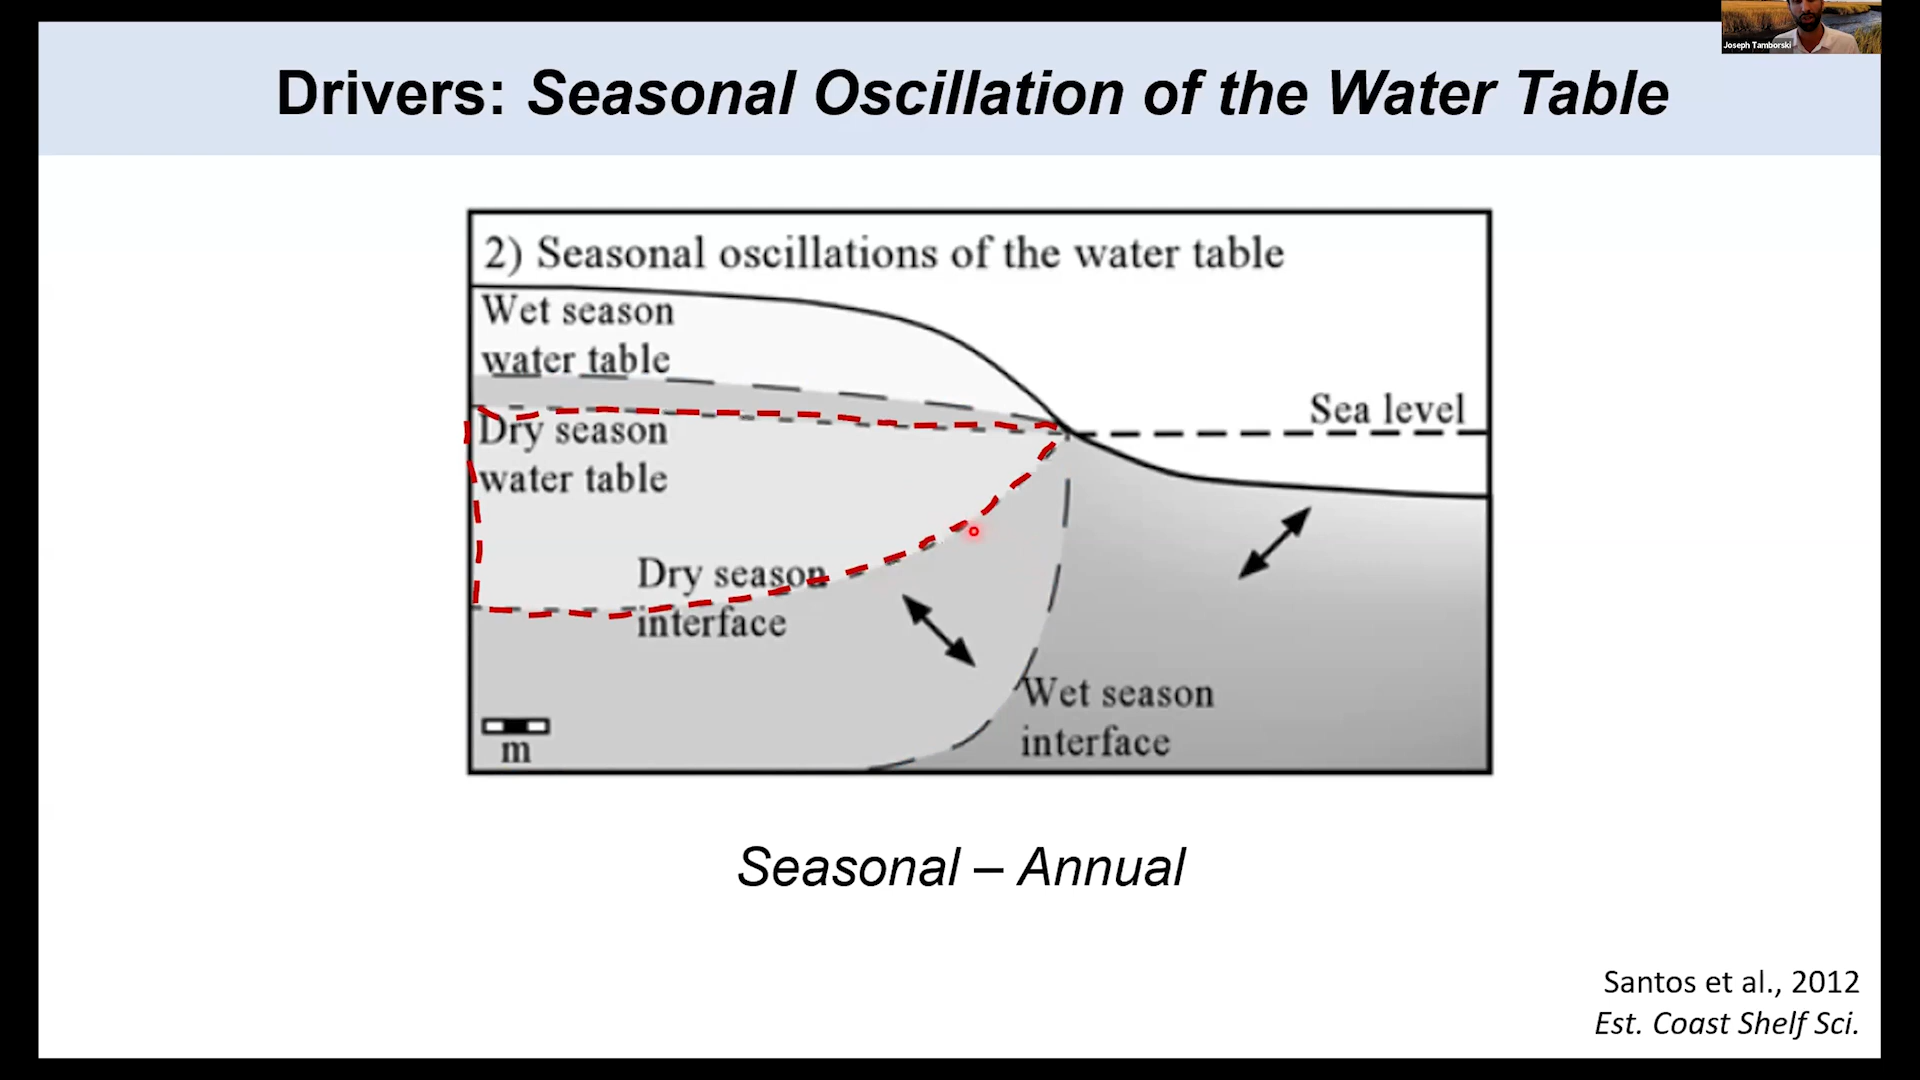 Joseph Tamborski
Drivers: Seasonal Oscillation of the Water Table
2) Seasonal oscillations of the water table
Wet season
water table
Sea level
Dry season
water table
Dry season
interface
Wet season
interface
m
Seasonal – Annual
Santos et al., 2012
Est. Coast Shelf Sci.